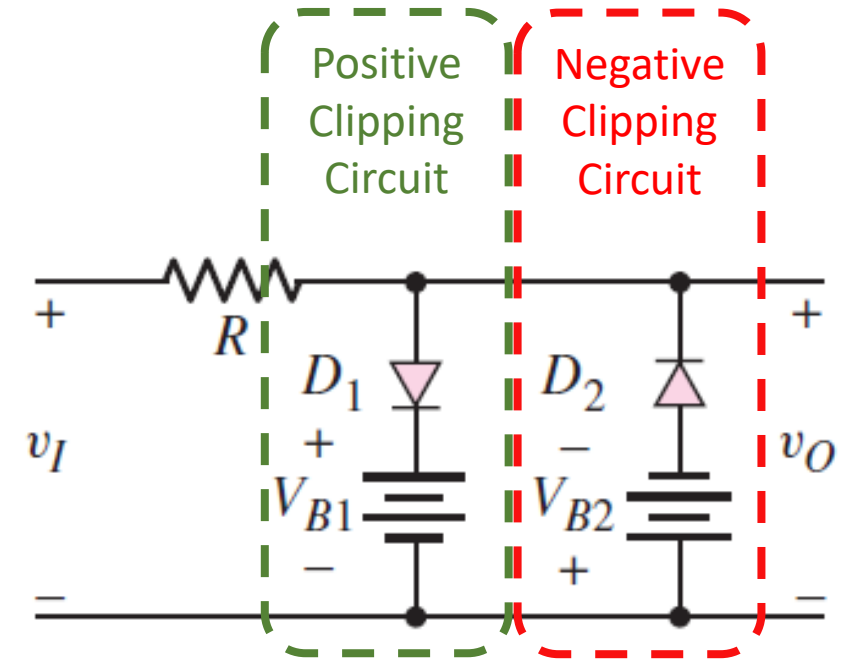 Positive
Clipping
Circuit
Negative
Clipping
Circuit
+
R
+
D1
D2
+
−
vI
vO
VB1
VB2
−
+
−
−